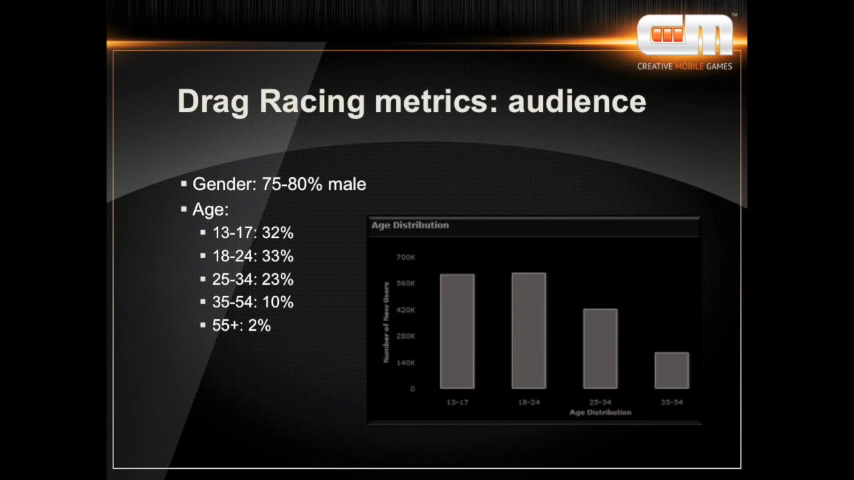 TM
CREATIVE MOBILE GAMES
Drag Racing metrics: audience
▪ Gender: 75-80% male
▪ Age:
▪ 13-17: 32%
▪ 18-24: 33%
▪ 25-34: 23%
▪ 35-54: 10%
▪ 55+: 2%
Age Distribution
Number of New Users
700K
560K
420K
280K
140K
0
13-17 18-24 25-34 35-54
Age Distribution